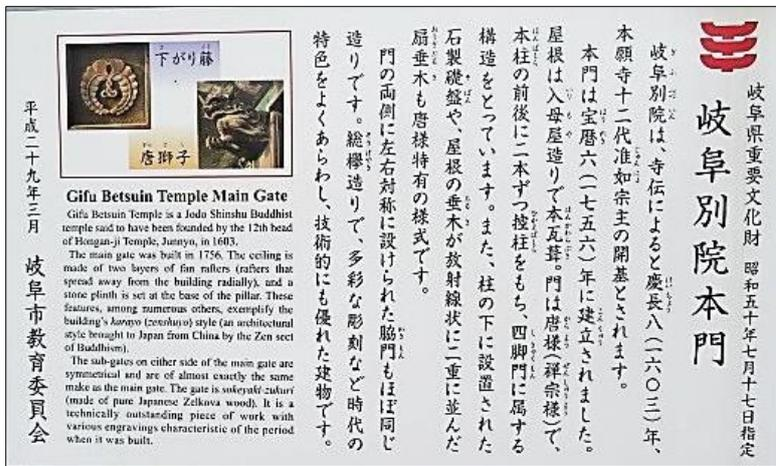 岐阜県重要文化財 昭和五十年七月十七日指定
岐阜別院本門
岐阜別院は、寺伝によると慶長八(一六〇三)年、
本願寺十二代准如宗主の開基とされます。
本門は宝暦六(一七五六)年に建立されました。
屋根は入母屋造りで本瓦葺。門は唐様(禅宗様)で、
本柱の前後に二本ずつ控柱をもち、四脚門に属する
構造をとっています。また、柱の下に設置された
石製礎盤や、屋根の垂木が放射線状に二重に並んだ
扇垂木も唐様特有の様式です。
門の両側に左右対称に設けられた脇門もほぼ同じ
造りです。総欅造りで、多彩な彫刻など時代の
特色をよくあらわし、技術的にも優れた建物です。
下がり藤
唐獅子
Gifu Betsuin Temple Main Gate
Gifu Betsuin Temple is a Jodo Shinshu Buddhist
temple said to have been founded by the 12th head
of Hongan-ji Temple, Junnyo, in 1603.
The main gate was built in 1756. The ceiling is
made of two layers of fan rafters (rafters that
spread away from the building radially), and a
stone plinth is set at the base of the pillar. These
features, among numerous others, exemplify the
building's karayo (zenshuyo) style (an architectural
style brought to Japan from China by the Zen sect
of Buddhism).
The sub-gates on either side of the main gate are
symmetrical and are of almost exactly the same
make as the main gate. The gate is sokeyaki-zukuri
(made of pure Japanese Zelkova wood). It is a
technically outstanding piece of work with
various engravings characteristic of the period
when it was built.
平成二十九年三月 岐阜市教育委員会